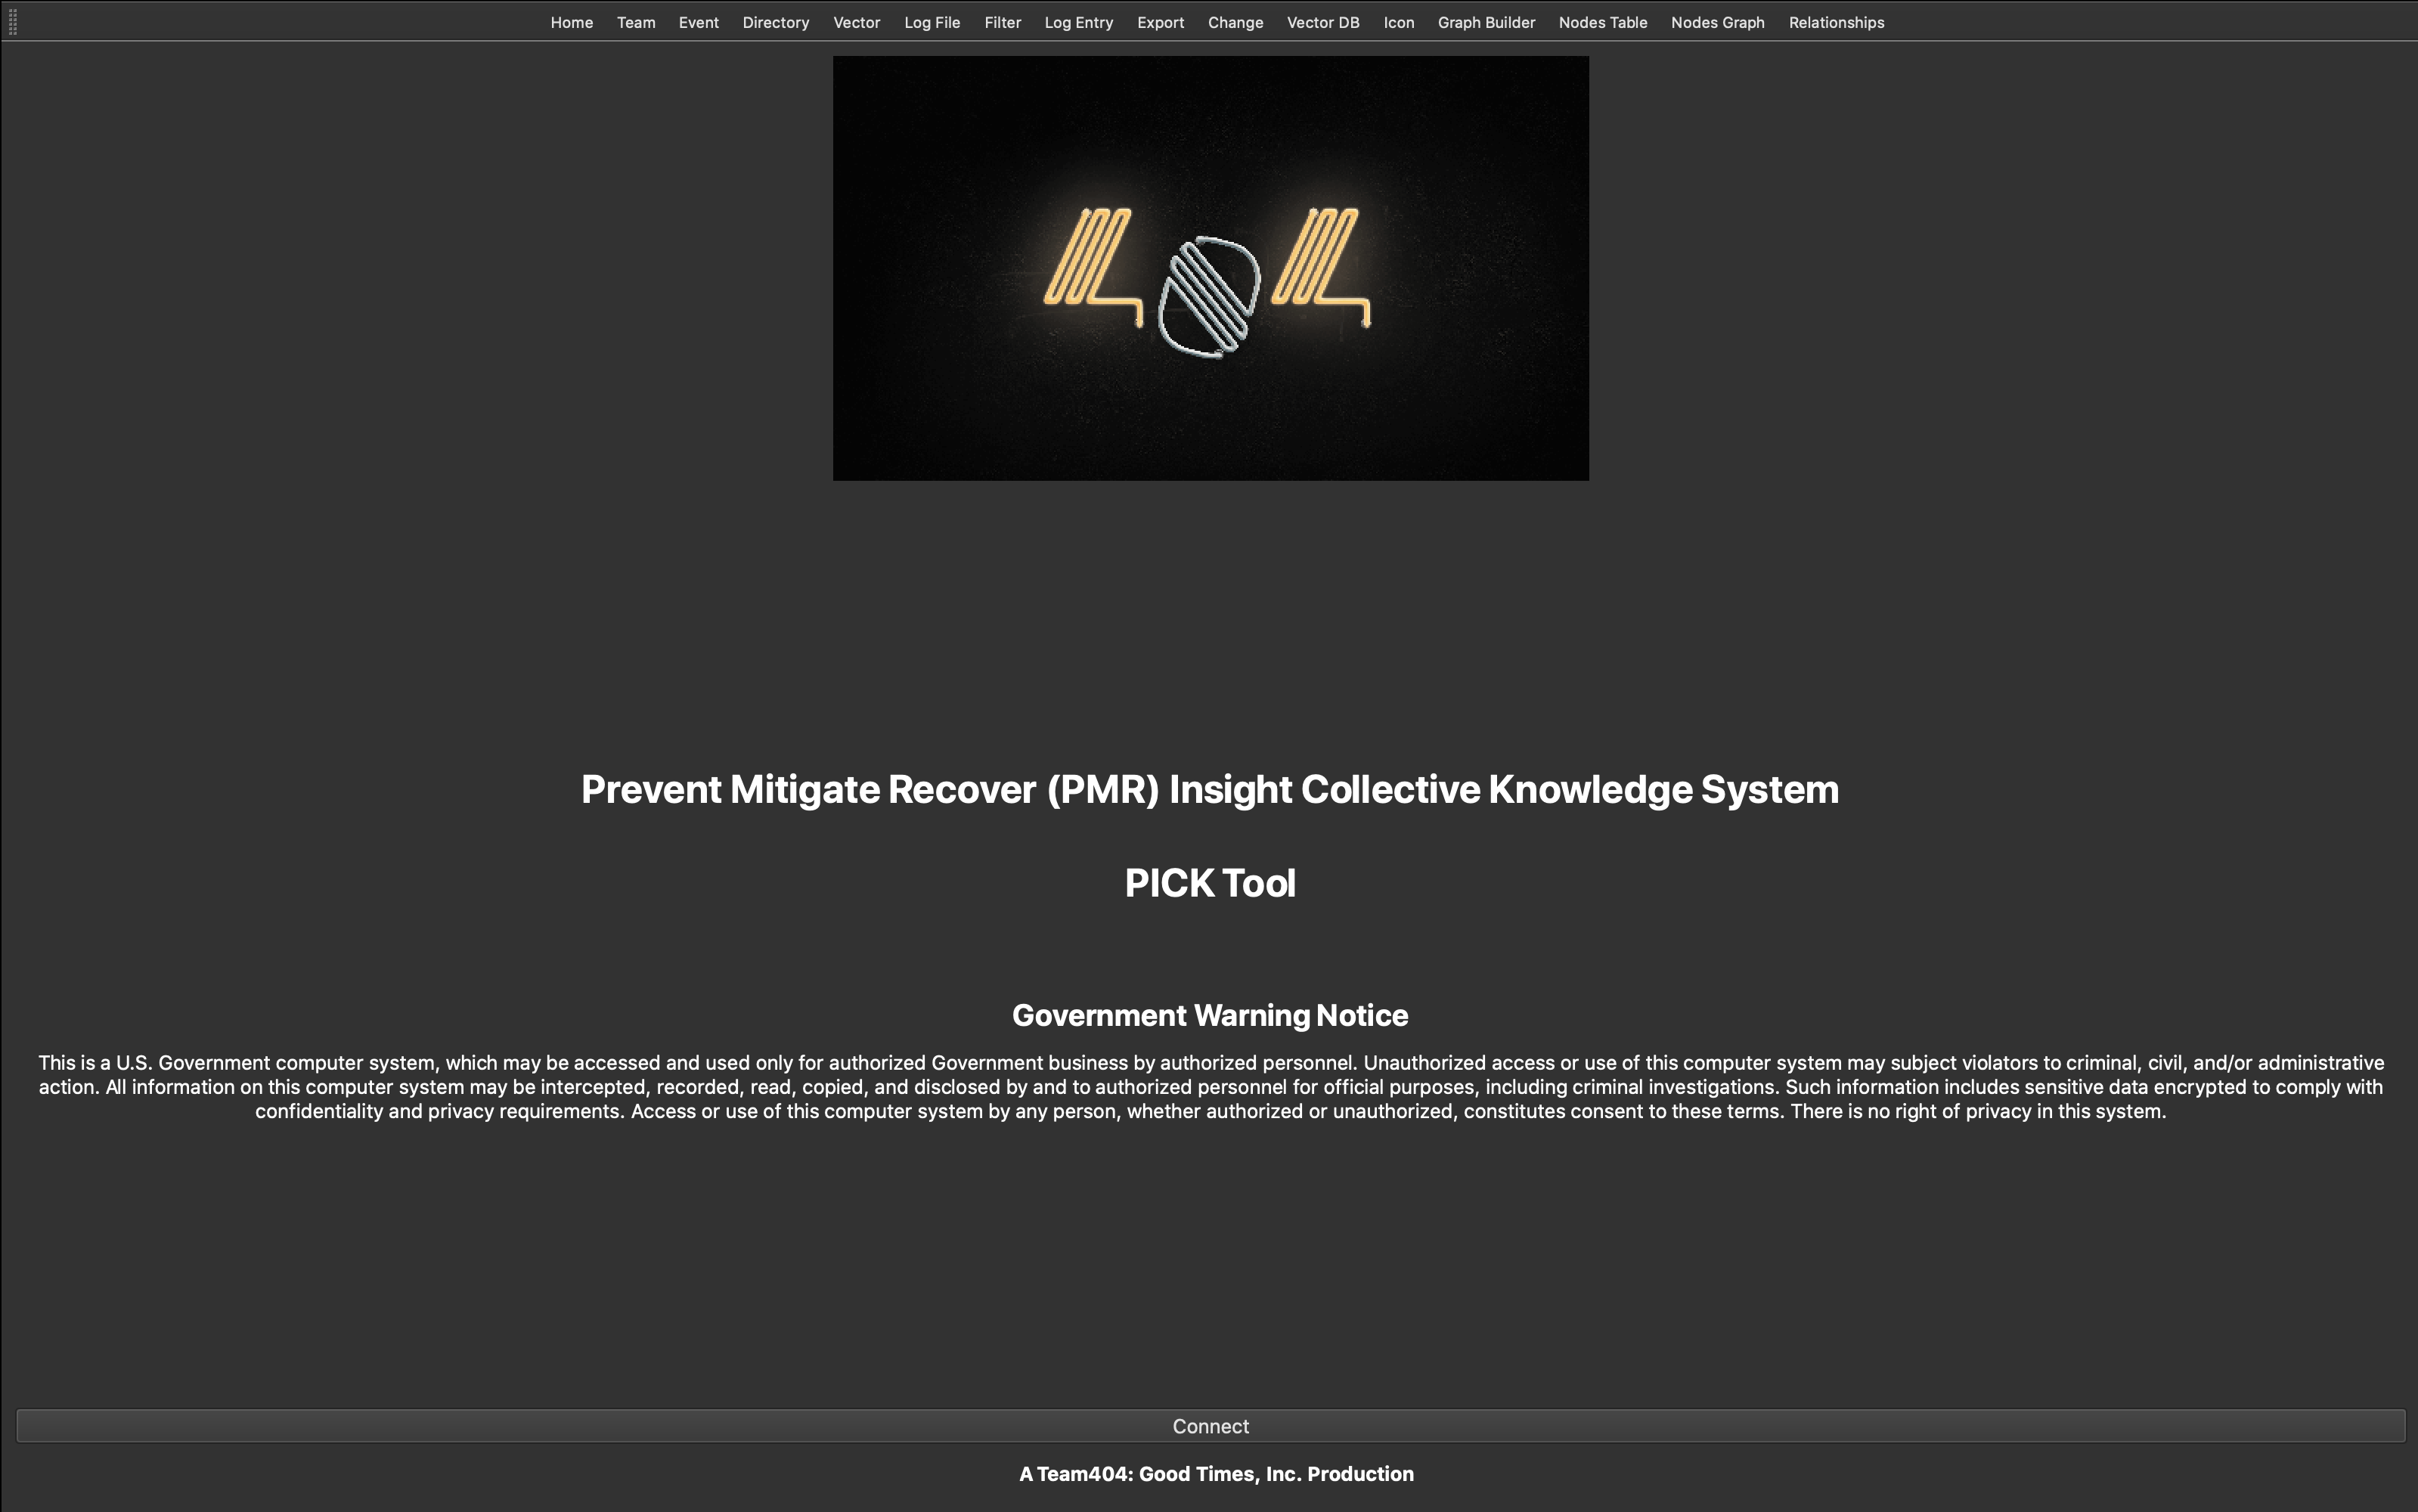 Home Team Event Directory Vector Log File Filter Log Entry Export Change Vector DB Icon Graph Builder Nodes Table Nodes Graph Relationships
404
Prevent Mitigate Recover (PMR) Insight Collective Knowledge System
PICK Tool
Government Warning Notice
This is a U.S. Government computer system, which may be accessed and used only for authorized Government business by authorized personnel. Unauthorized access or use of this computer system may subject violators to criminal, civil, and/or administrative
action. All information on this computer system may be intercepted, recorded, read, copied, and disclosed by and to authorized personnel for official purposes, including criminal investigations. Such information includes sensitive data encrypted to comply with
confidentiality and privacy requirements. Access or use of this computer system by any person, whether authorized or unauthorized, constitutes consent to these terms. There is no right of privacy in this system.
Connect
A Team404: Good Times, Inc. Production